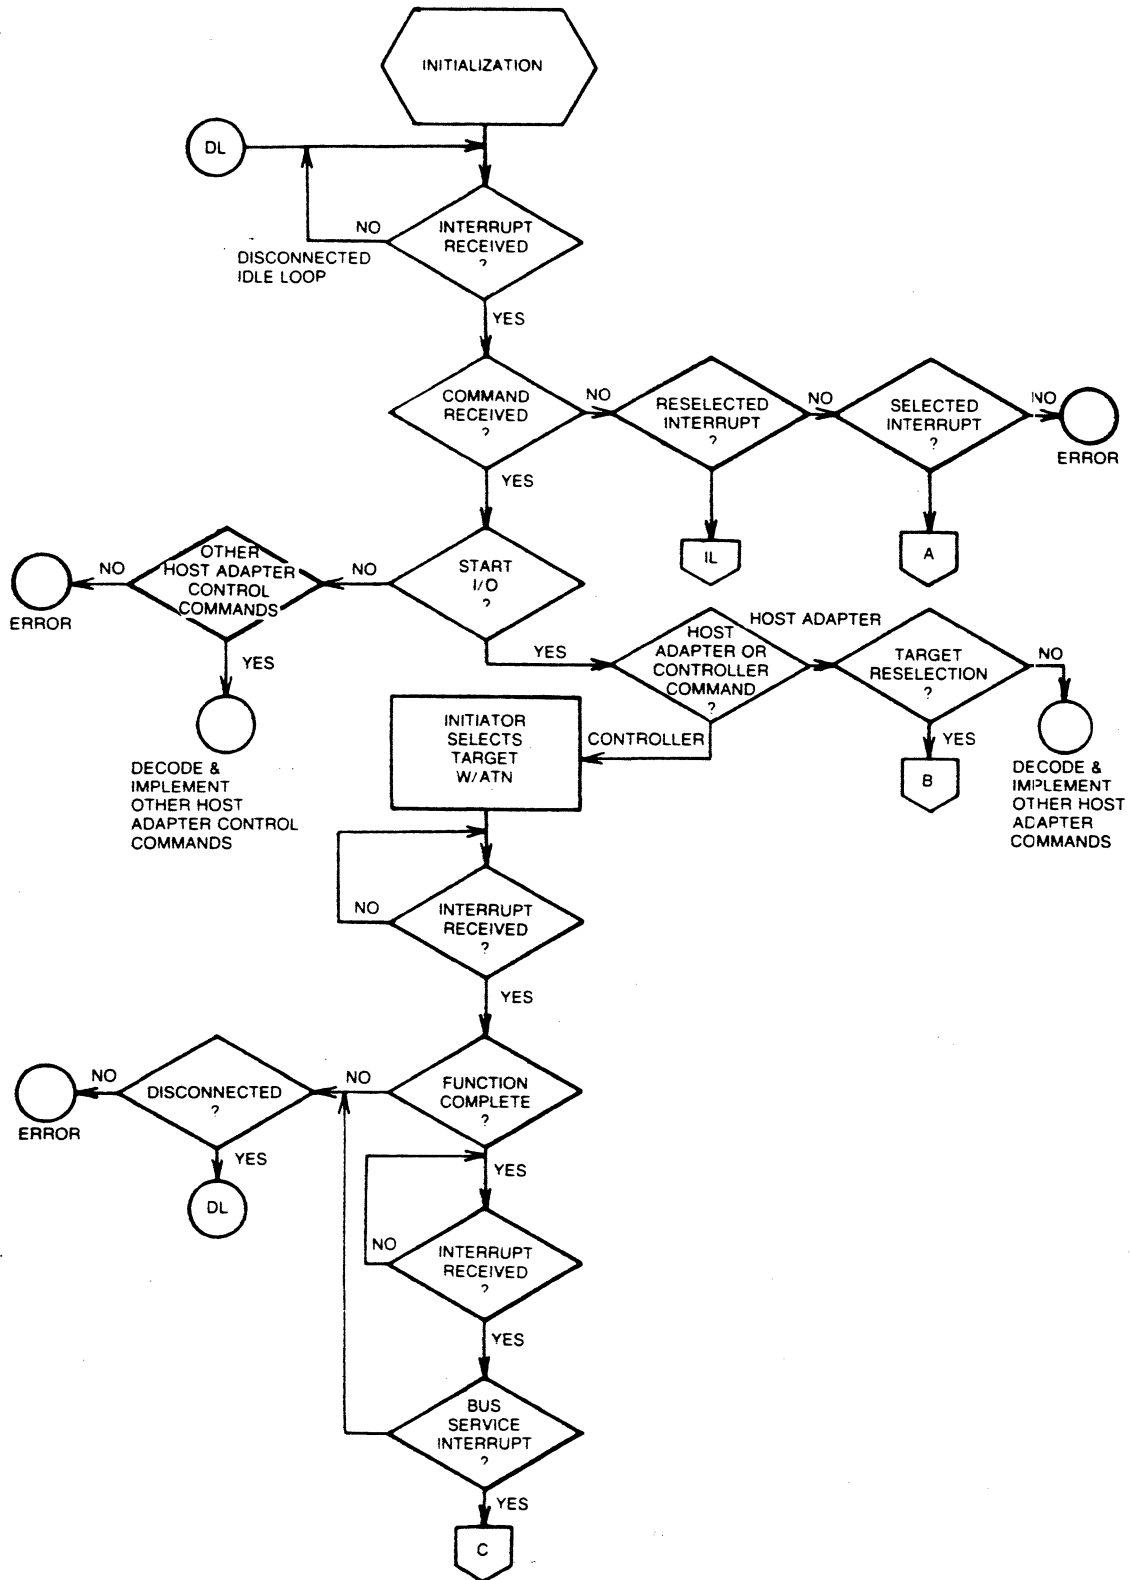 INITIALIZATION
DL
NO
INTERRUPT
RECEIVED
?
DISCONNECTED
IDLE LOOP
YES
COMMAND
RECEIVED
?
NO
RESELECTED
INTERRUPT
?
NO
SELECTED
INTERRUPT
?
NO
ERROR
YES
IL
A
OTHER
HOST ADAPTER
CONTROL
COMMANDS
NO
ERROR
NO
START
I/O
?
YES
YES
HOST
ADAPTER OR
CONTROLLER
COMMAND
?
HOST ADAPTER
TARGET
RESELECTION
?
NO
YES
B
DECODE &
IMPLEMENT
OTHER HOST
ADAPTER CONTROL
COMMANDS
INITIATOR
SELECTS
TARGET
W/ATN
CONTROLLER
DECODE &
IMPLEMENT
OTHER HOST
ADAPTER
COMMANDS
NO
INTERRUPT
RECEIVED
?
YES
NO
ERROR
DISCONNECTED
?
NO
FUNCTION
COMPLETE
?
YES
DL
YES
NO
INTERRUPT
RECEIVED
?
YES
BUS
SERVICE
INTERRUPT
?
YES
C